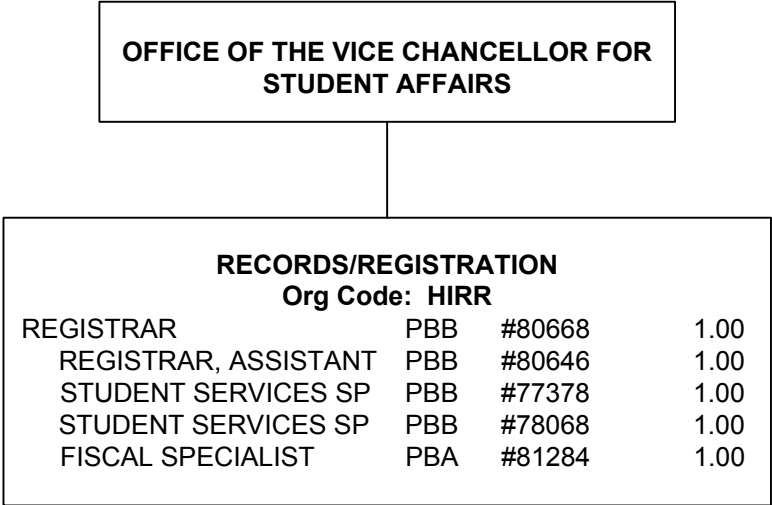 OFFICE OF THE VICE CHANCELLOR FOR
STUDENT AFFAIRS
RECORDS/REGISTRATION
Org Code: HIRR
REGISTRAR PBB #80668 1.00
REGISTRAR, ASSISTANT PBB #80646 1.00
STUDENT SERVICES SP PBB #77378 1.00
STUDENT SERVICES SP PBB #78068 1.00
FISCAL SPECIALIST PBA #81284 1.00